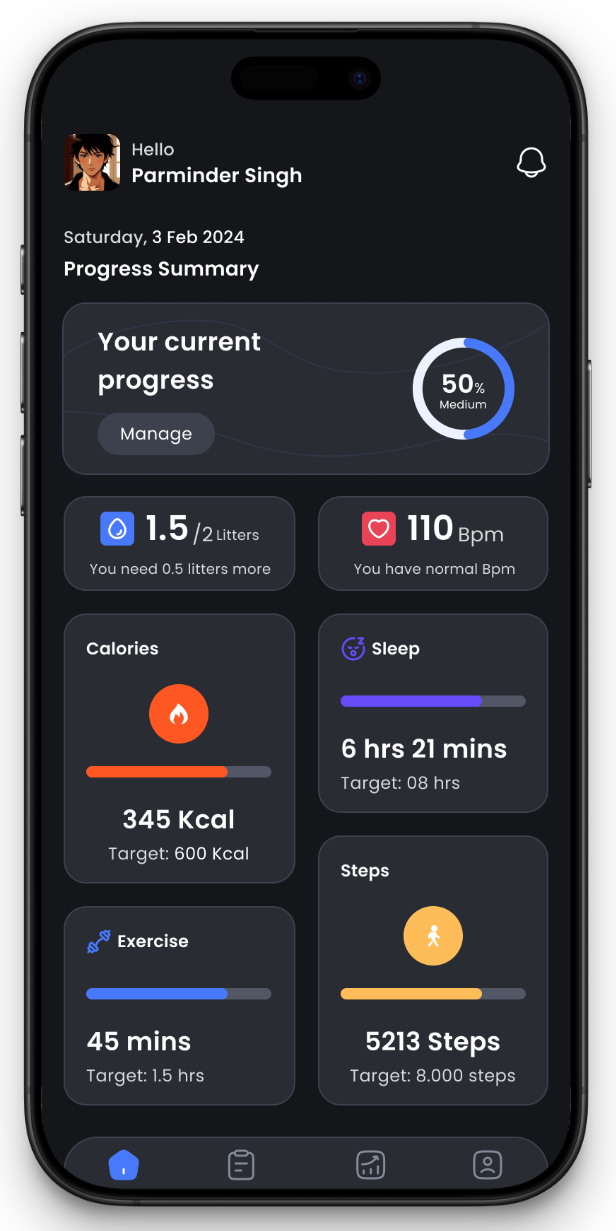 Hello
Parminder Singh
Saturday, 3 Feb 2024
Progress Summary
Your current
progress
50%
Medium
Manage
1.5 /2 Litters
You need 0.5 litters more
110 Bpm
You have normal Bpm
Calories
345 Kcal
Target: 600 Kcal
Sleep
6 hrs 21 mins
Target: 08 hrs
Exercise
45 mins
Target: 1.5 hrs
Steps
5213 Steps
Target: 8.000 steps